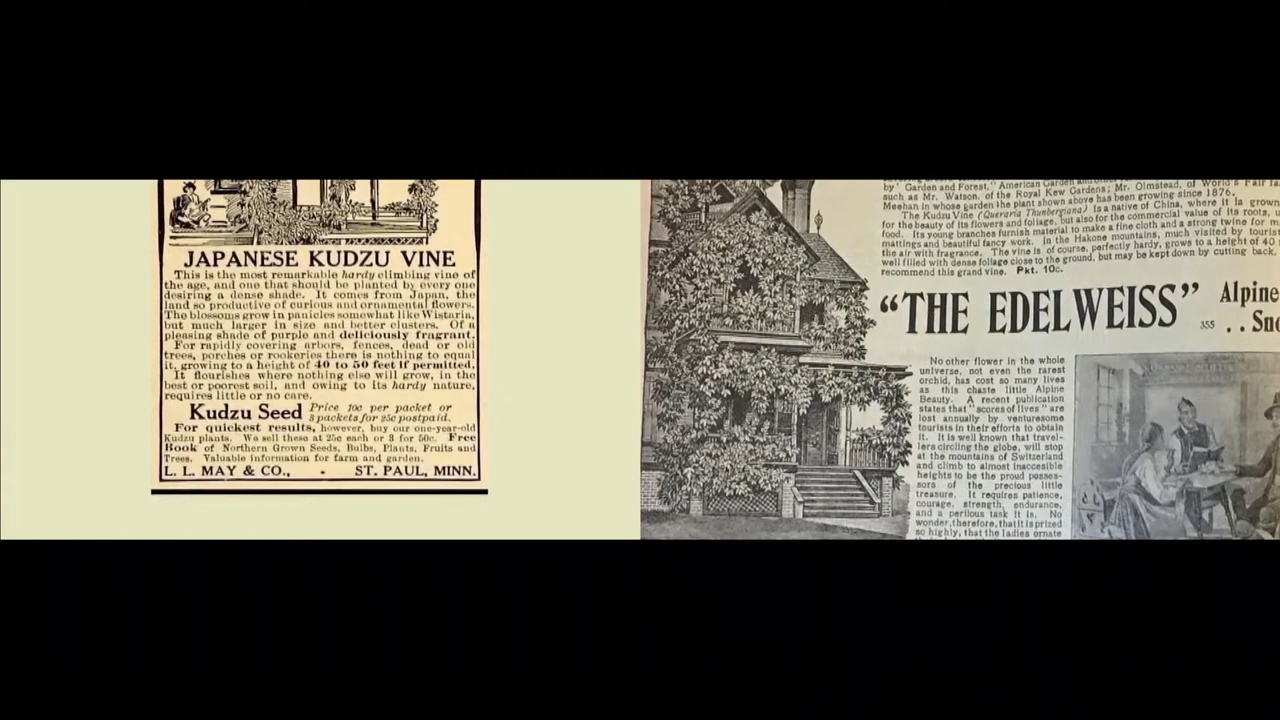 JAPANESE KUDZU VINE
This is the most remarkable hardy climbing vine of
the age, and one that should be planted by every one
desiring a dense shade. It comes from Japan, the
land so productive of curious and ornamental flowers.
The blossoms grow in panicles somewhat like Wistaria,
but much larger in size and better clusters. Of a
pleasing shade of purple and deliciously fragrant.
For rapidly covering arbors, fences, dead or old
trees, porches or rookeries there is nothing to equal
it, growing to a height of 40 to 50 feet if permitted.
It flourishes where nothing else will grow, in the
best or poorest soil, and owing to its hardy nature,
requires little or no care.
Kudzu Seed Price 10c per packet or
3 packets for 25c postpaid.
For quickest results, however, buy our one-year-old
Kudzu plants. We sell these at 25c each or 3 for 50c. Free
Book of Northern Grown Seeds, Bulbs, Plants, Fruits and
Trees. Valuable information for farm and garden.
L. L. MAY & CO., - ST. PAUL, MINN.
by "Garden and Forest," American Garden
such as Mr. Watson, of the Royal Kew Gardens; Mr. Olmstead, of World's Fair
Meehan in whose garden the plant shown above has been growing since 1876.
The Kudzu Vine (Queraria Thunbergiana) is a native of China, where it is grown
for the beauty of its flowers and foliage, but also for the commercial value of its roots,
food. Its young branches furnish material to make a fine cloth and a strong twine for
mattings and beautiful fancy work. In the Hakone mountains, much visited by tourist
the air with fragrance. The vine is of course, perfectly hardy, grows to a height of 40
well filled with dense foliage close to the ground, but may be kept down by cutting back.
recommend this grand vine. Pkt. 10c.
"THE EDELWEISS" Alpine
355 . . Sno
No other flower in the whole
universe, not even the rarest
orchid, has cost so many lives
as this chaste little Alpine
Beauty. A recent publication
states that "scores of lives" are
lost annually by venturesome
tourists in their efforts to obtain
it. It is well known that travel-
lers circling the globe, will stop
at the mountains of Switzerland
and climb to almost inaccesible
heights to be the proud posses-
sors of the precious little
treasure. It requires patience,
courage, strength, endurance,
and a perilous task it is. No
wonder, therefore, that it is prized
so highly, that the ladies ornate